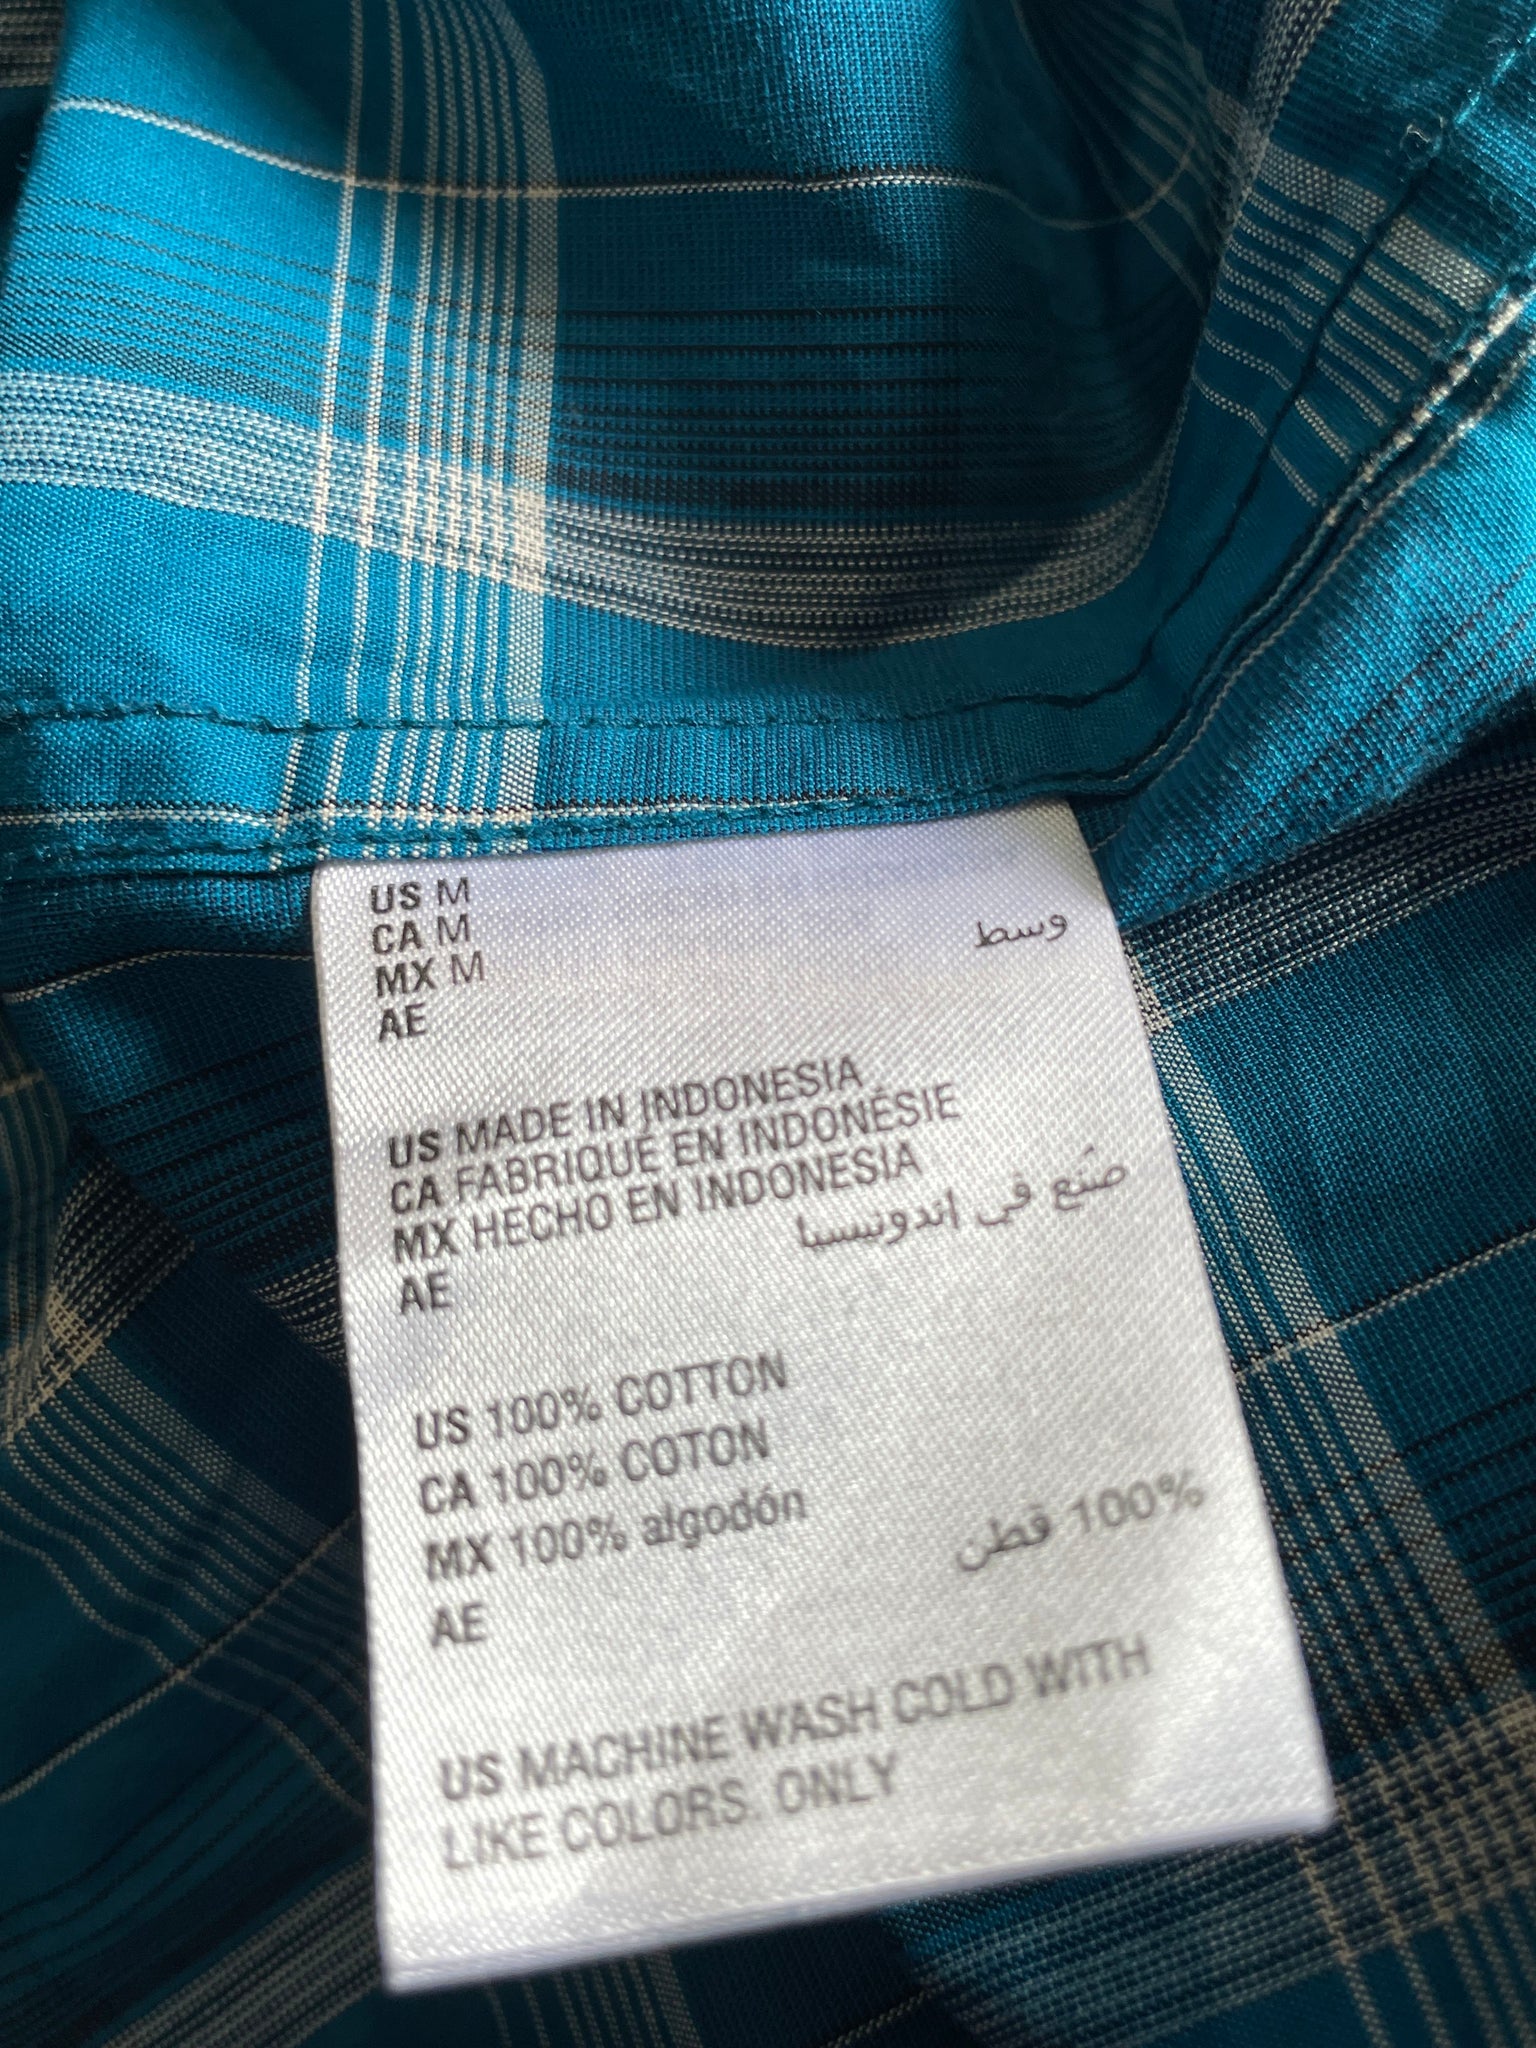 US M
CA M
MX M
AE
وسط
US MADE IN INDONESIA
CA FABRIQUÉ EN INDONÉSIE
MX HECHO EN INDONESIA
AE
صُنِع في إندونيسيا
US 100% COTTON
CA 100% COTON
MX 100% algodón
AE
100% قطن
US MACHINE WASH COLD WITH
LIKE COLORS. ONLY